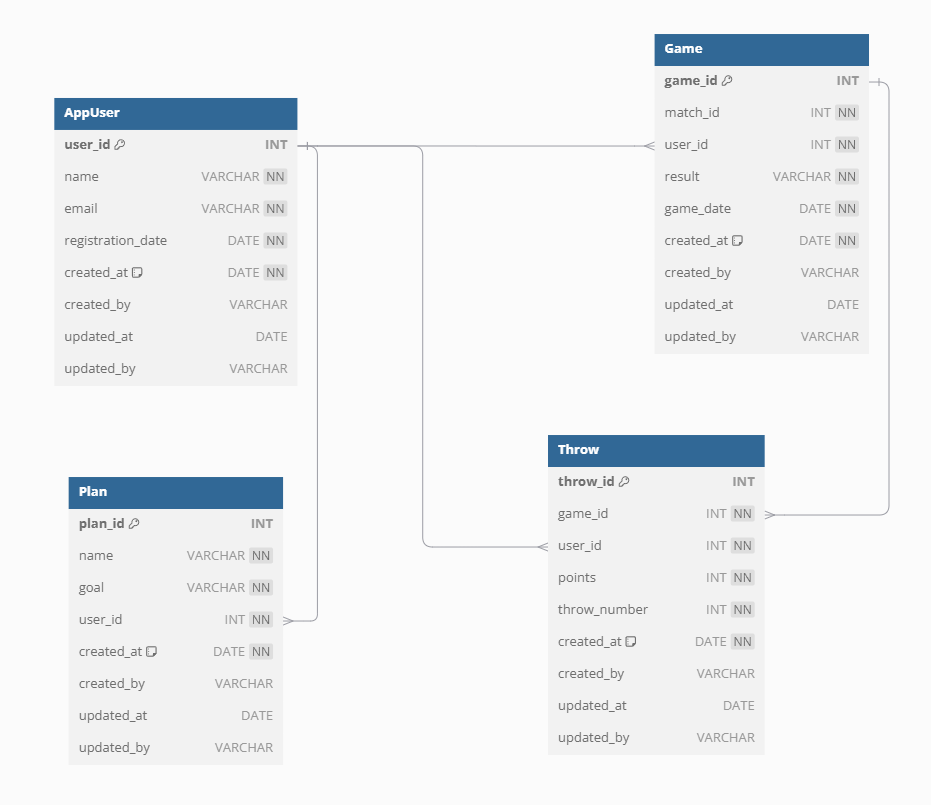 AppUser
user_id INT
name VARCHAR NN
email VARCHAR NN
registration_date DATE NN
created_at DATE NN
created_by VARCHAR
updated_at DATE
updated_by VARCHAR
Game
game_id INT
match_id INT NN
user_id INT NN
result VARCHAR NN
game_date DATE NN
created_at DATE NN
created_by VARCHAR
updated_at DATE
updated_by VARCHAR
Plan
plan_id INT
name VARCHAR NN
goal VARCHAR NN
user_id INT NN
created_at DATE NN
created_by VARCHAR
updated_at DATE
updated_by VARCHAR
Throw
throw_id INT
game_id INT NN
user_id INT NN
points INT NN
throw_number INT NN
created_at DATE NN
created_by VARCHAR
updated_at DATE
updated_by VARCHAR